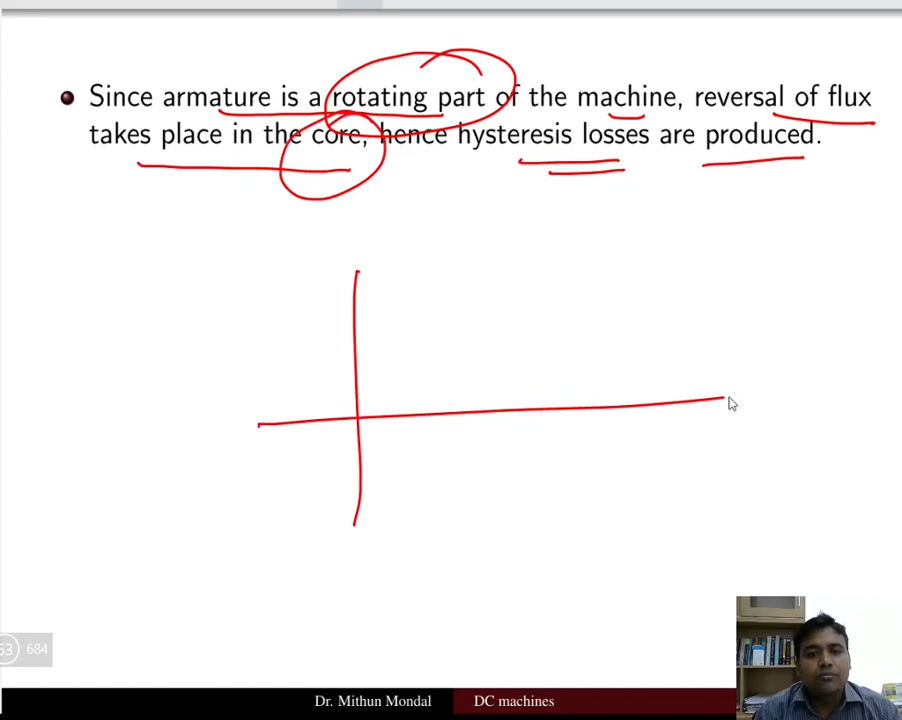 Since armature is a rotating part of the machine, reversal of flux
takes place in the core, hence hysteresis losses are produced.
684
Dr. Mithun Mondal DC machines